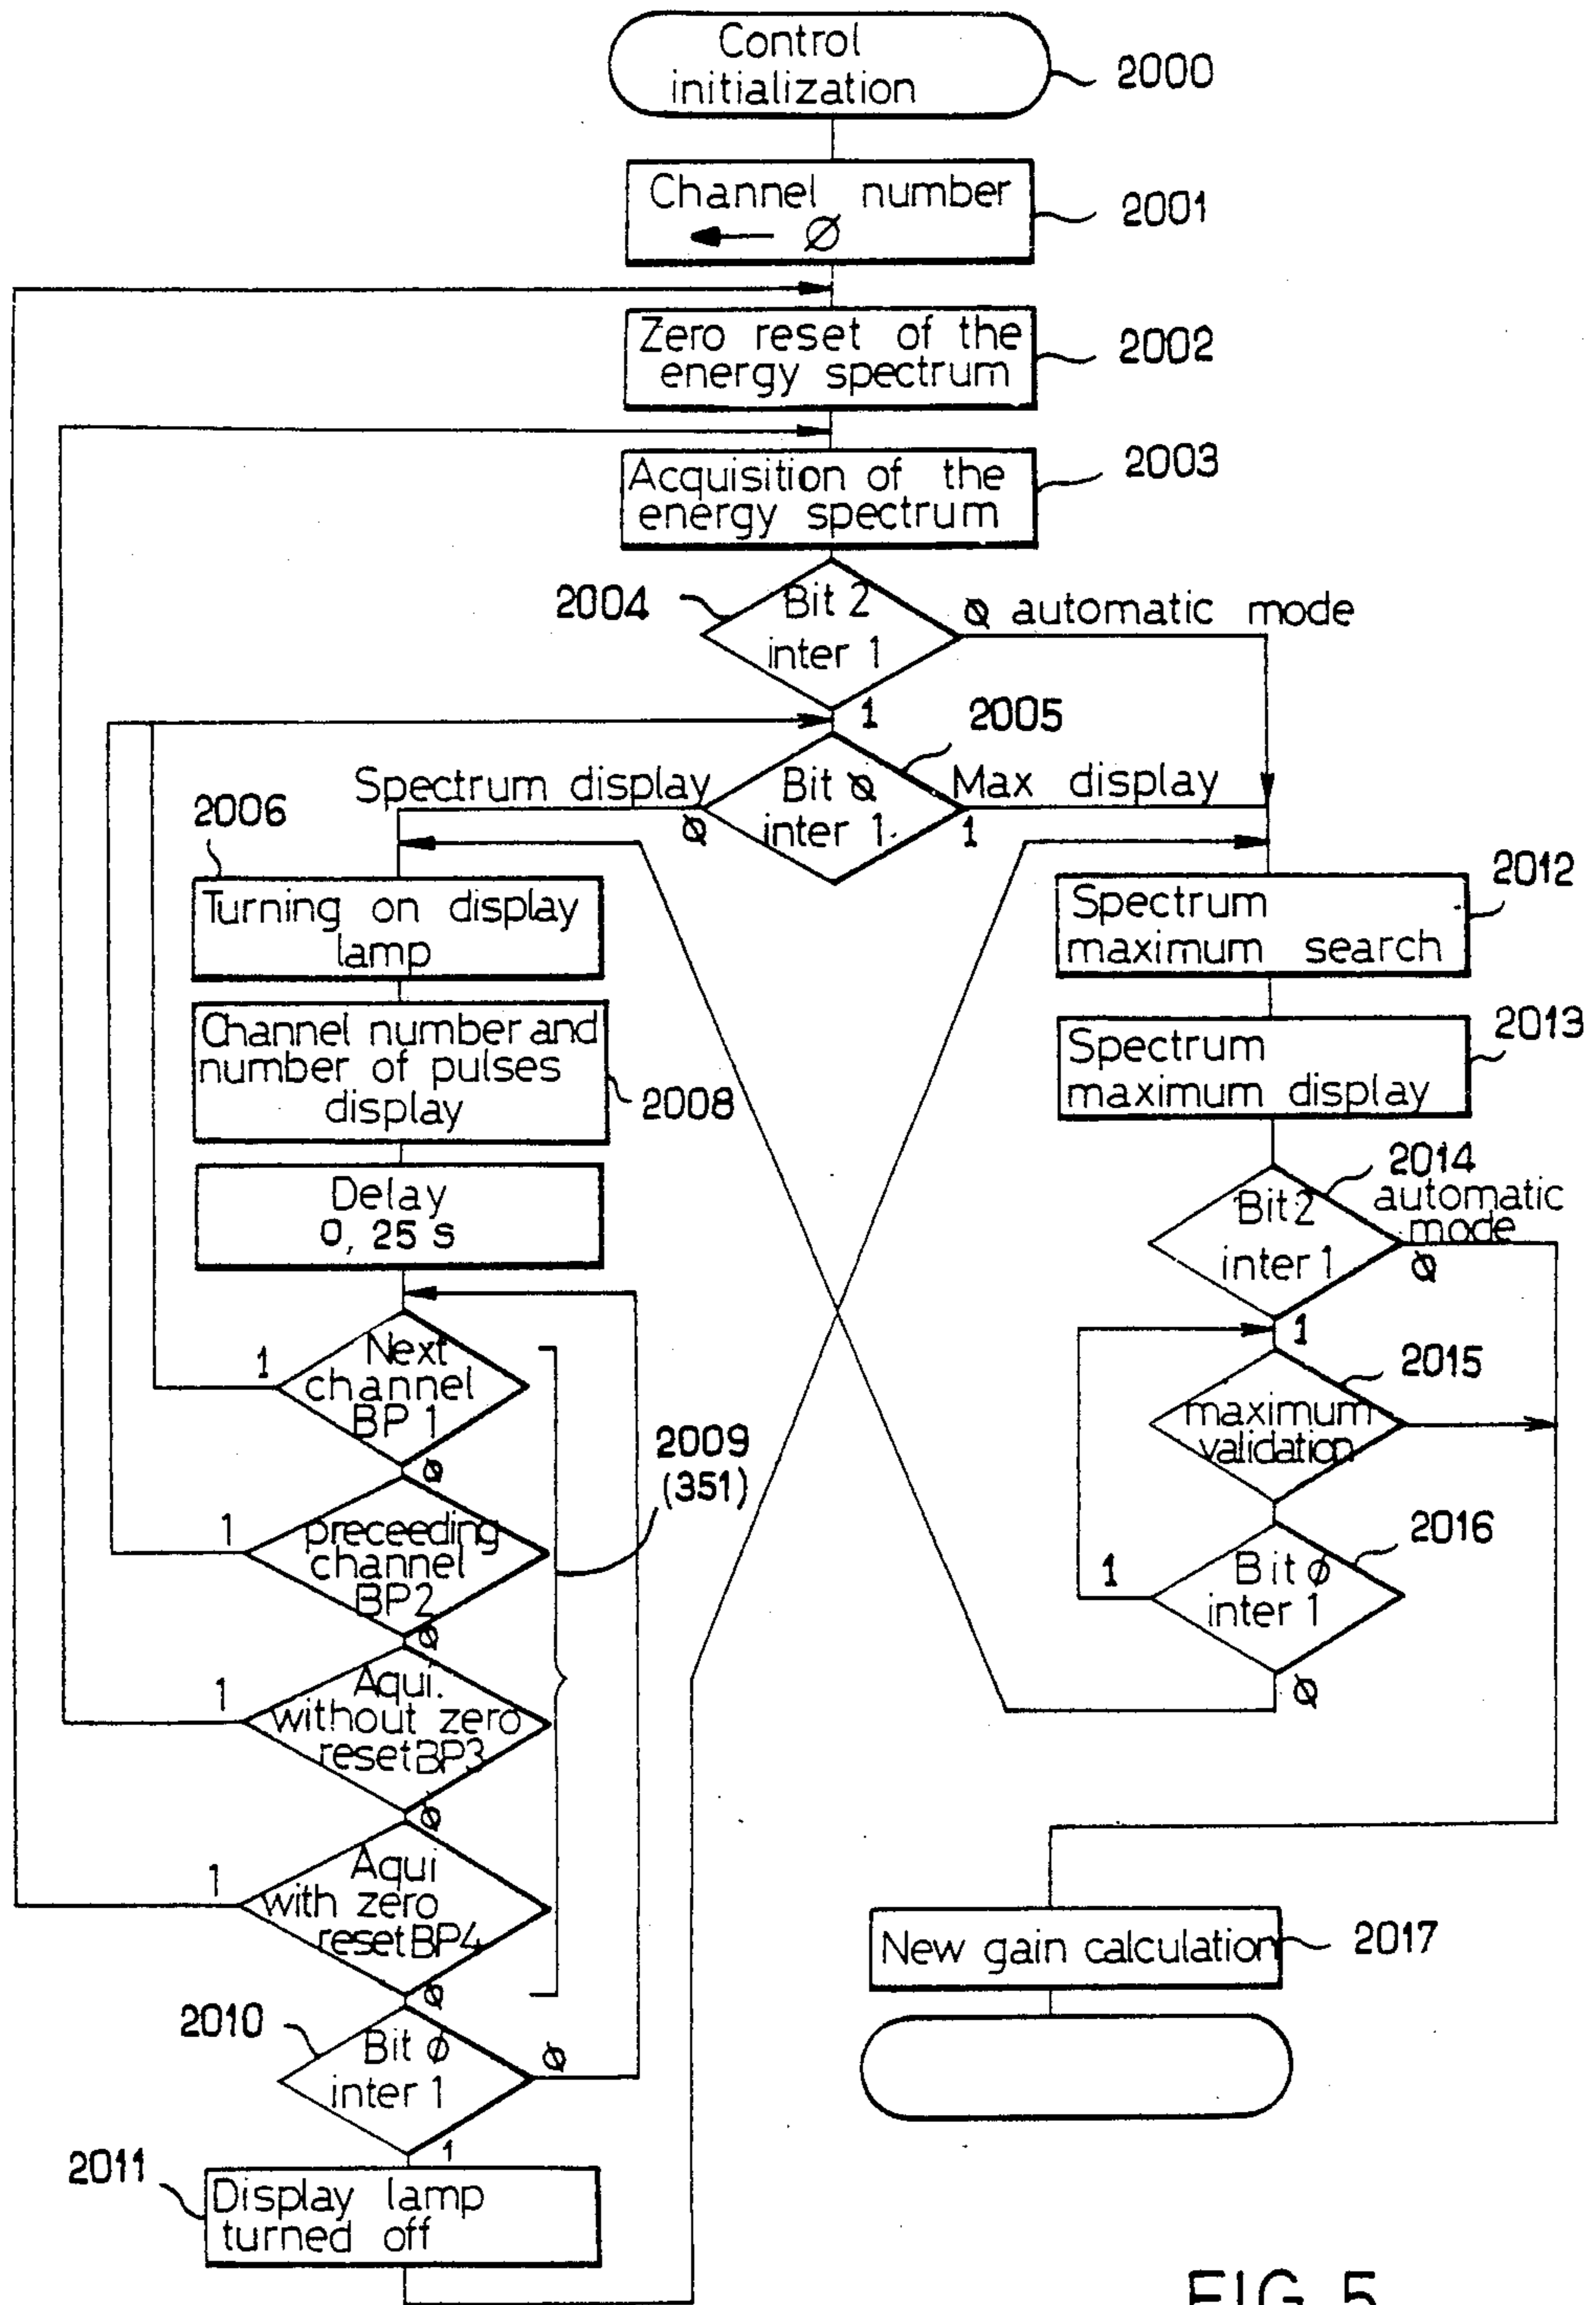 Control
initialization
2000
Channel number
← Ø
2001
Zero reset of the
energy spectrum
2002
Acquisition of the
energy spectrum
2003
2004
Bit 2
inter 1
Ø automatic mode
1
2005
Spectrum display
Ø
Bit Ø
inter 1
Max display
1
2006
Turning on display
lamp
Channel number and
number of pulses
display
2008
Delay
0, 25 s
1
Next
channel
BP 1
Ø
2009
(351)
1
preceeding
channel
BP2
Ø
1
Aqui.
without zero
reset BP3
Ø
1
Aqui
with zero
reset BP4
Ø
2010
Bit Ø
inter 1
Ø
1
2011
Display lamp
turned off
2012
Spectrum
maximum search
2013
Spectrum
maximum display
2014
Bit 2
inter 1
automatic
mode
Ø
1
2015
maximum
validation
2016
1
Bit Ø
inter 1
Ø
New gain calculation
2017
FIG. 5